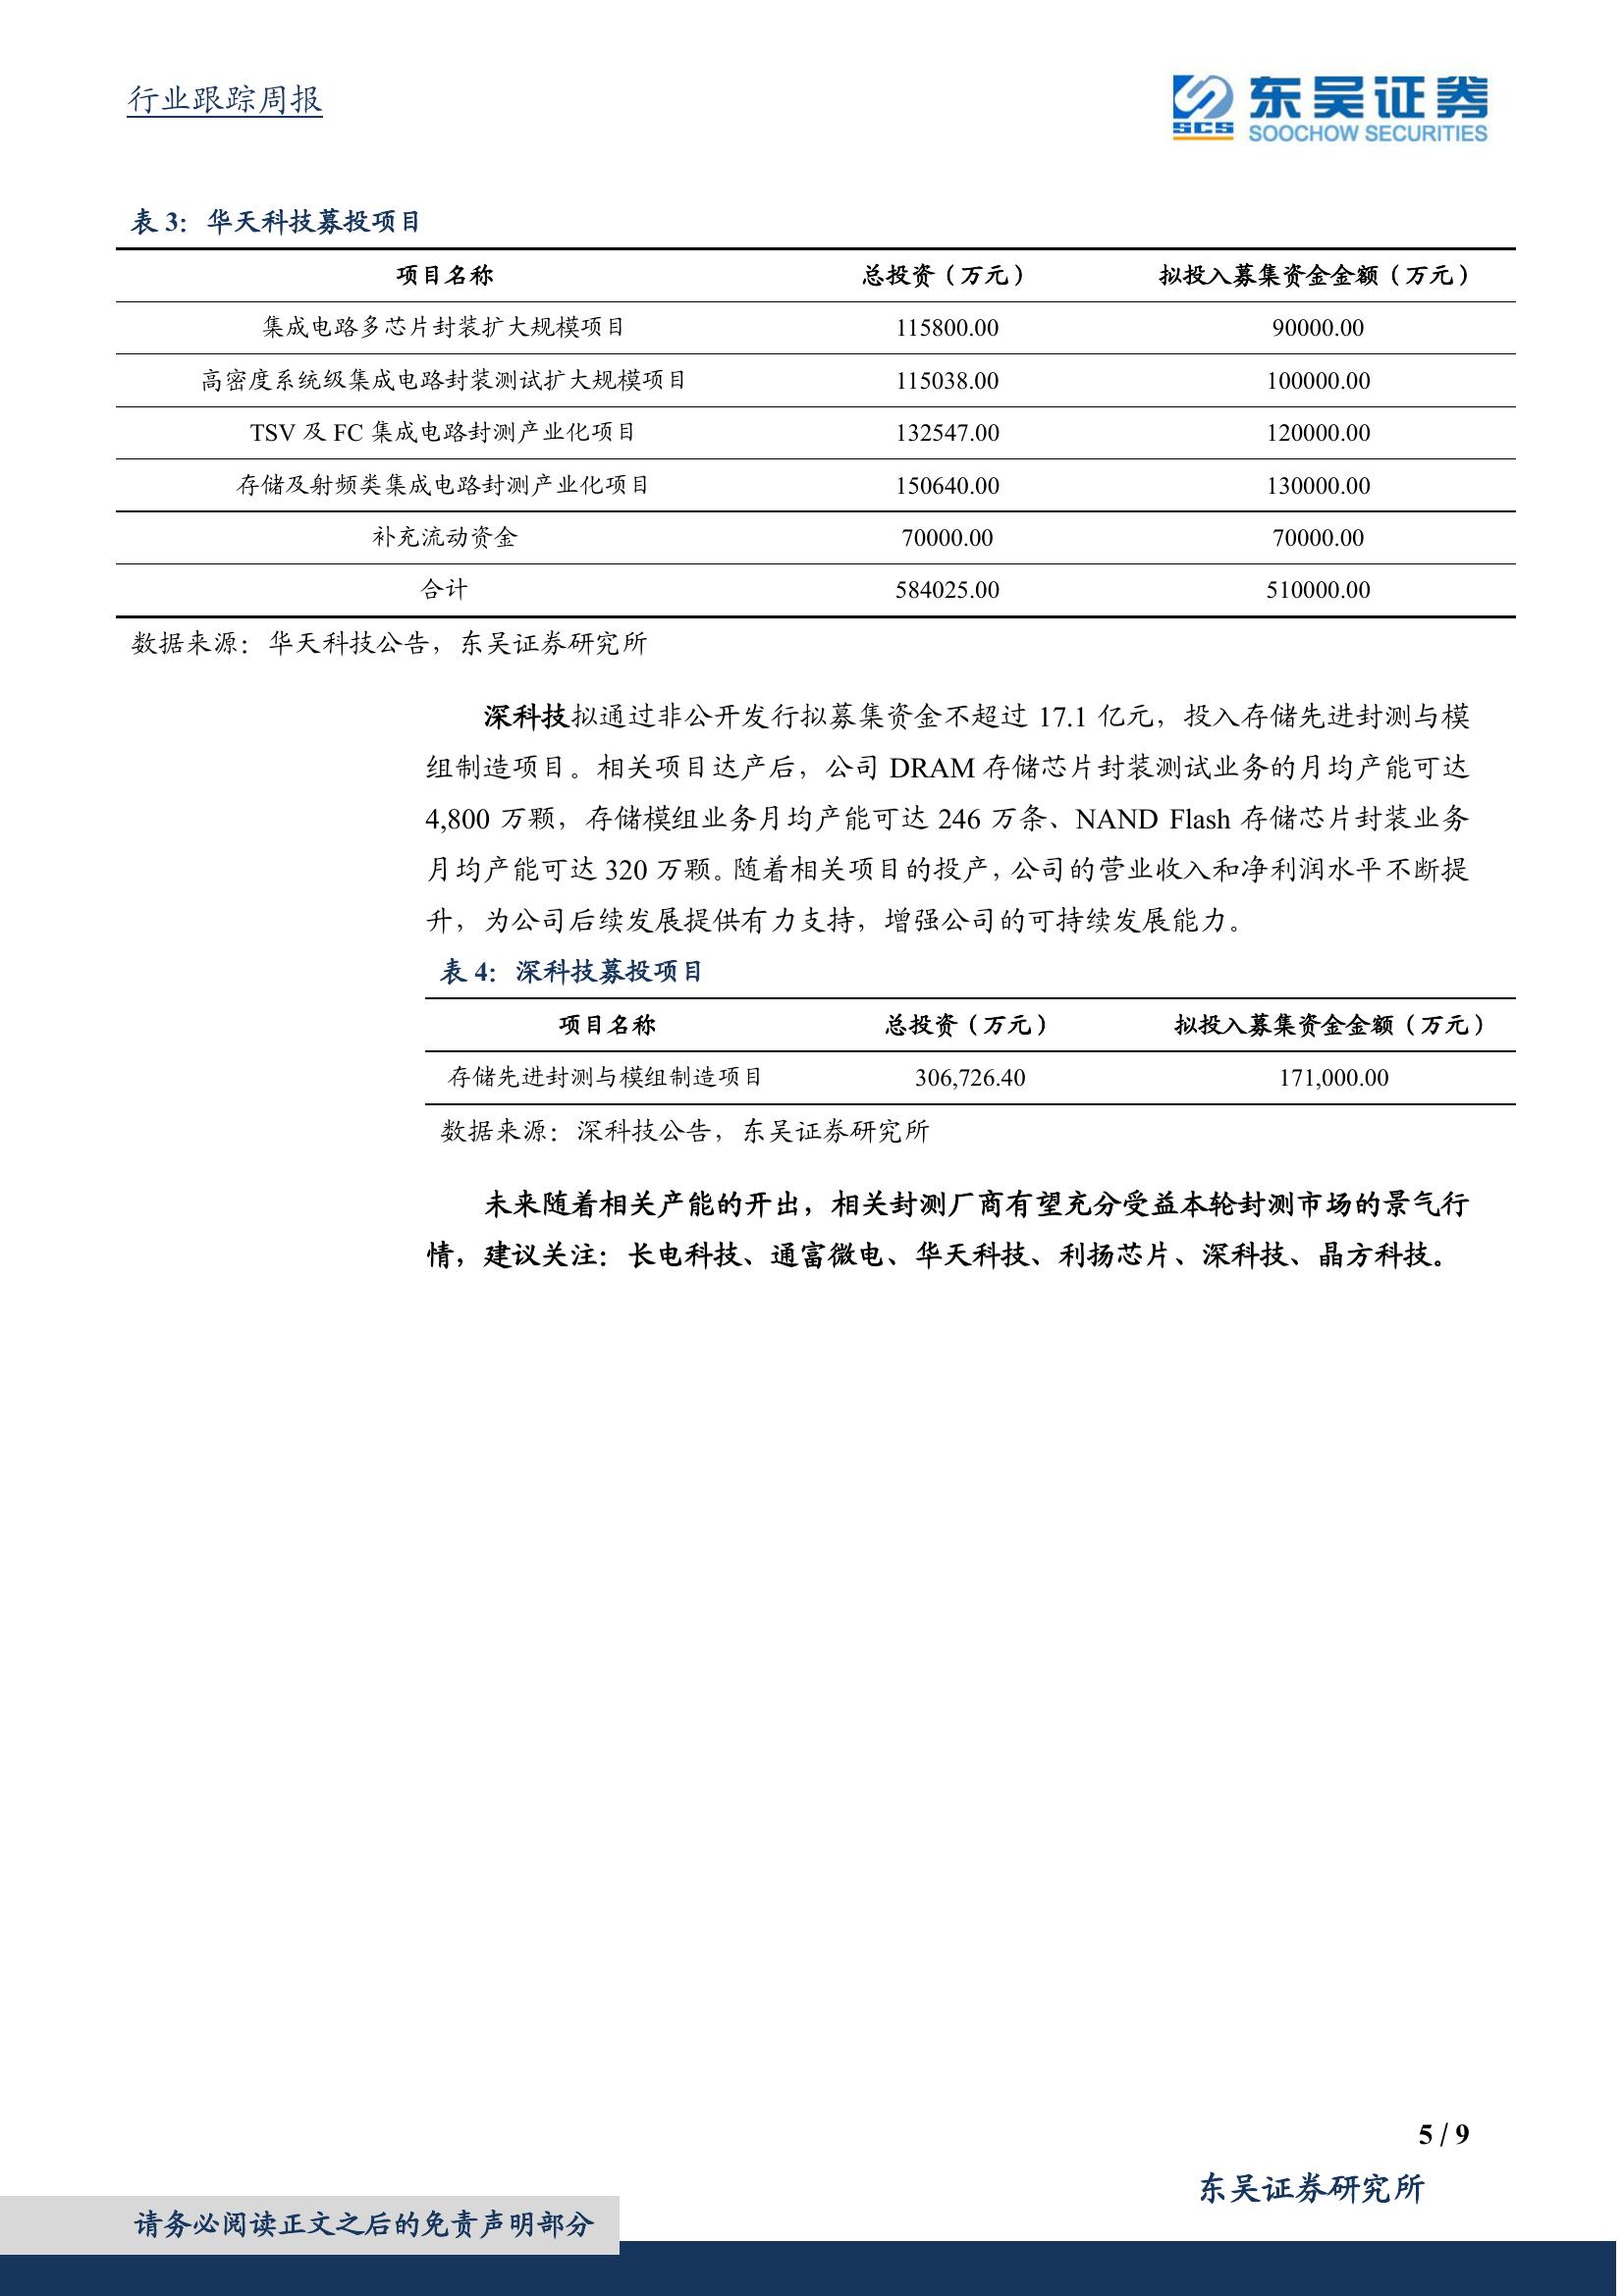 行业跟踪周报
SCS
东吴证券
SOOCHOW SECURITIES
表 3：华天科技募投项目
项目名称 总投资（万元） 拟投入募集资金金额（万元）
集成电路多芯片封装扩大规模项目 115800.00 90000.00
高密度系统级集成电路封装测试扩大规模项目 115038.00 100000.00
TSV 及 FC 集成电路封测产业化项目 132547.00 120000.00
存储及射频类集成电路封测产业化项目 150640.00 130000.00
补充流动资金 70000.00 70000.00
合计 584025.00 510000.00
数据来源：华天科技公告，东吴证券研究所
深科技拟通过非公开发行拟募集资金不超过 17.1 亿元，投入存储先进封测与模
组制造项目。相关项目达产后，公司 DRAM 存储芯片封装测试业务的月均产能可达
4,800 万颗，存储模组业务月均产能可达 246 万条、NAND Flash 存储芯片封装业务
月均产能可达 320 万颗。随着相关项目的投产，公司的营业收入和净利润水平不断提
升，为公司后续发展提供有力支持，增强公司的可持续发展能力。
表 4：深科技募投项目
项目名称 总投资（万元） 拟投入募集资金金额（万元）
存储先进封测与模组制造项目 306,726.40 171,000.00
数据来源：深科技公告，东吴证券研究所
未来随着相关产能的开出，相关封测厂商有望充分受益本轮封测市场的景气行
情，建议关注：长电科技、通富微电、华天科技、利扬芯片、深科技、晶方科技。
5 / 9
东吴证券研究所
请务必阅读正文之后的免责声明部分